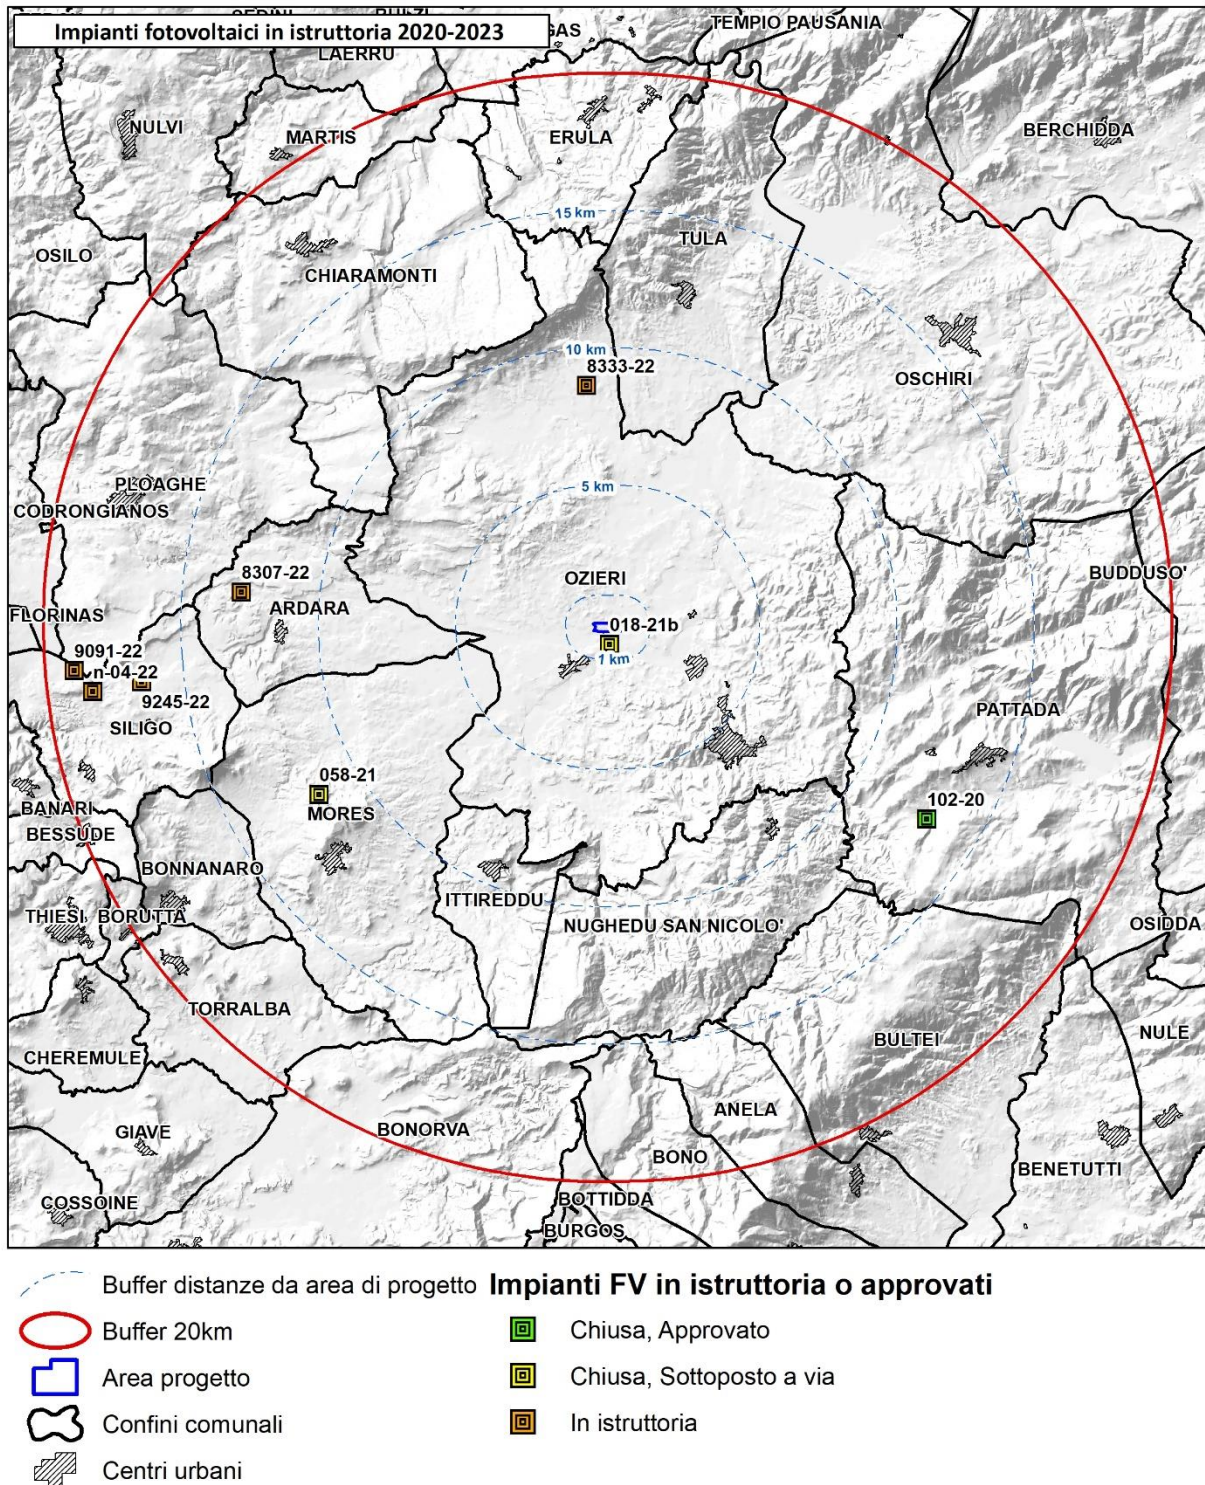 Impianti fotovoltaici in istruttoria 2020-2023
TEMPIO PAUSANIA
LAERRU
NULVI
MARTIS
ERULA
BERCHIDDA
15 km
OSILO
TULA
CHIARAMONTI
10 km
8333-22
OSCHIRI
PLOAGHE
5 km
CODRONGIANOS
8307-22
OZIERI
BUDDUSO'
FLORINAS
ARDARA
018-21b
9091-22
1 km
n-04-22
9245-22
SILIGO
PATTADA
058-21
102-20
BANARI
MORES
BESSUDE
BONNANARO
ITTIREDDU
THIESI
BORUTTA
NUGHEDU SAN NICOLO'
OSIDDA
TORRALBA
NULE
CHEREMULE
BULTEI
GIAVE
BONORVA
ANELA
BONO
BENETUTTI
COSSOINE
BOTTIDDA
BURGOS
Buffer distanze da area di progetto
Buffer 20km
Area progetto
Confini comunali
Centri urbani
Impianti FV in istruttoria o approvati
Chiusa, Approvato
Chiusa, Sottoposto a via
In istruttoria